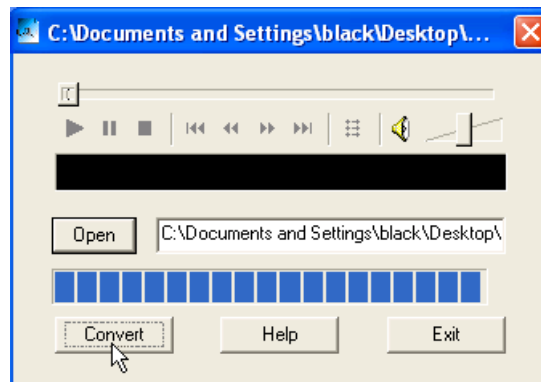 C:\Documents and Settings\black\Desktop\...
Open
C:\Documents and Settings\black\Desktop\
Convert
Help
Exit